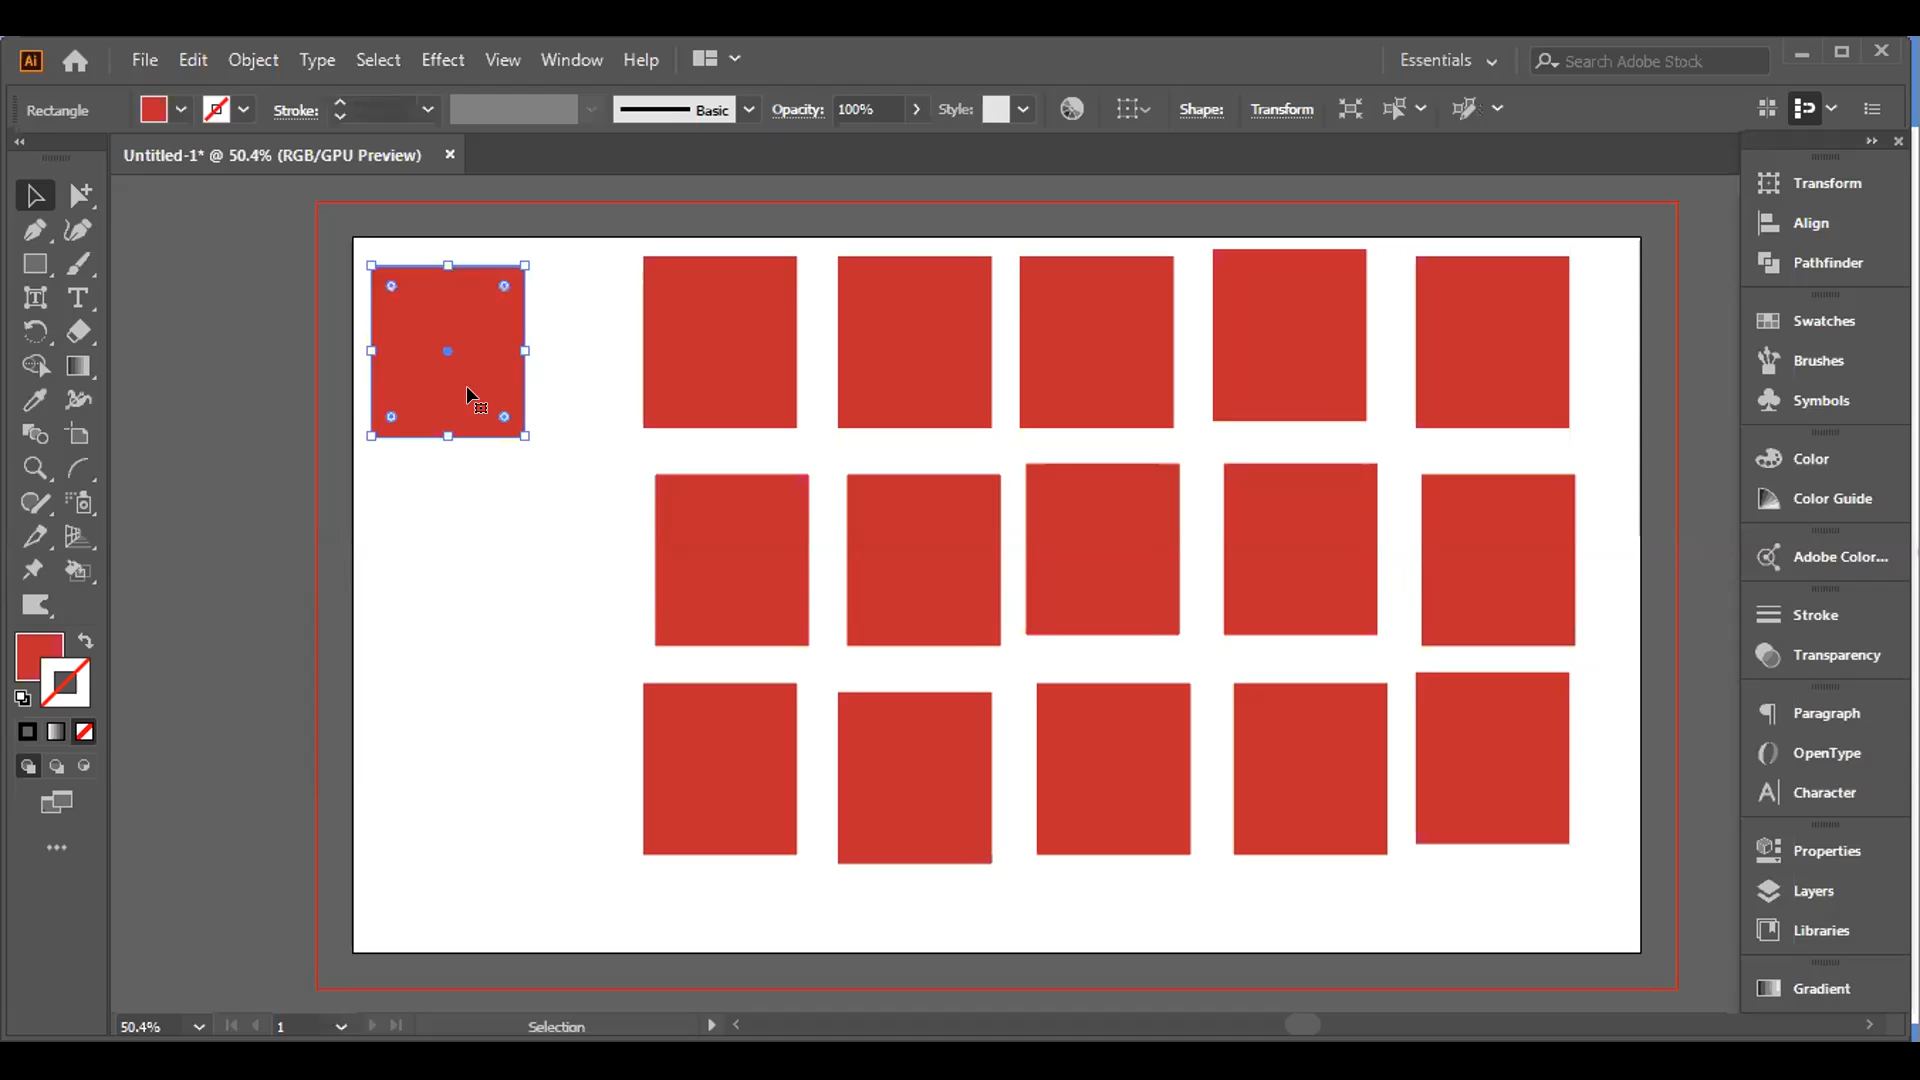 Ai File Edit Object Type Select Effect View Window Help Essentials Search Adobe Stock
Rectangle Stroke: Basic Opacity: 100% Style: Shape: Transform
Untitled-1* @ 50.4% (RGB/GPU Preview)
Transform
Align
Pathfinder
Swatches
Brushes
Symbols
Color
Color Guide
Adobe Color...
Stroke
Transparency
Paragraph
OpenType
Character
Properties
Layers
Libraries
Gradient
50.4% 1 Selection